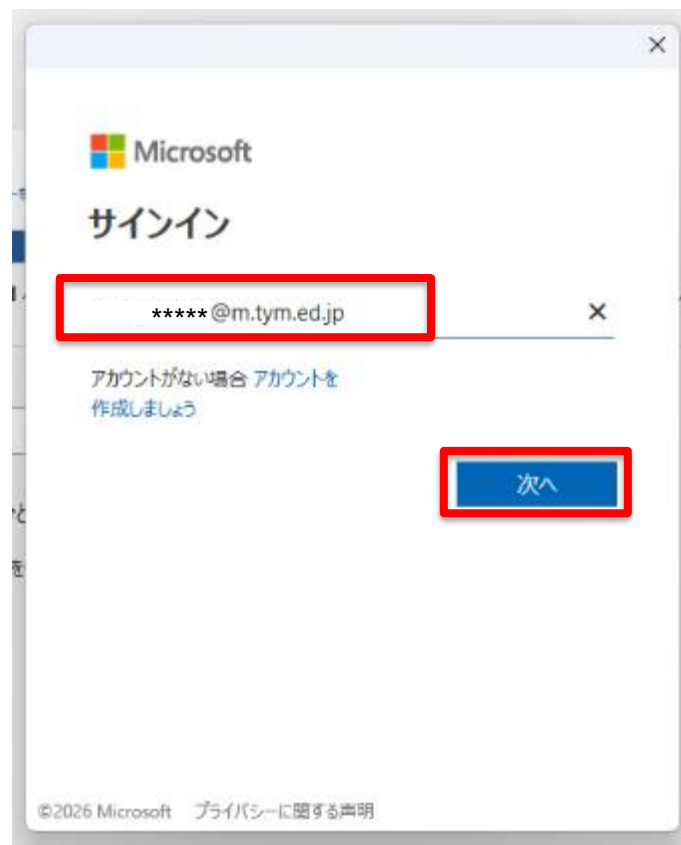 Microsoft
サインイン
*****@m.tym.ed.jp
アカウントがない場合 アカウントを
作成しましょう
次へ
©2026 Microsoft プライバシーに関する声明